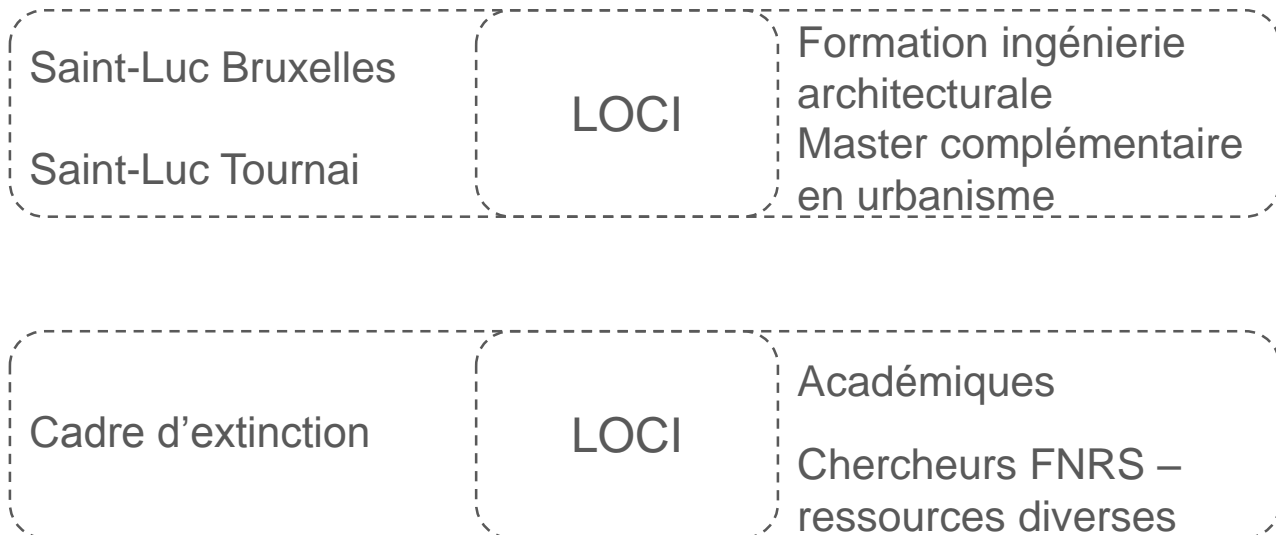 Saint-Luc Bruxelles
Saint-Luc Tournai
LOCI
Formation ingénierie
architecturale
Master complémentaire
en urbanisme
Cadre d'extinction
LOCI
Académiques
Chercheurs FNRS –
ressources diverses